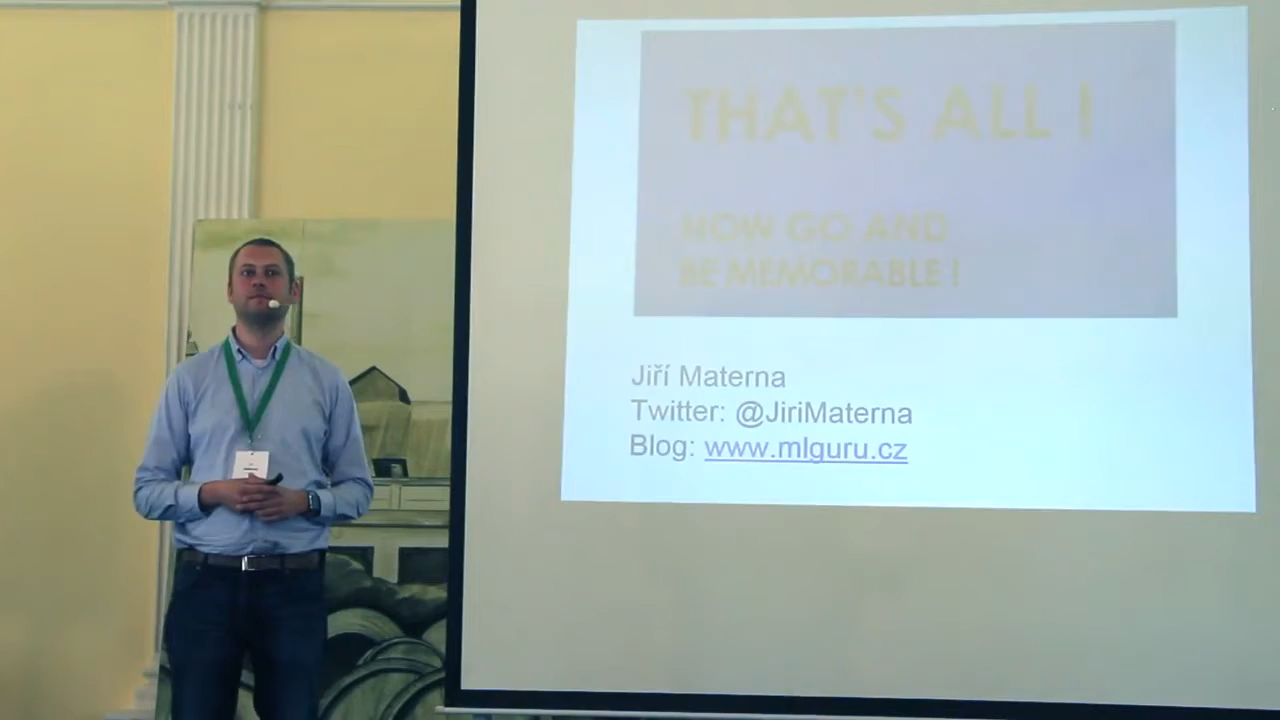 THAT'S ALL !
NOW GO AND
BE MEMORABLE !
Jiří Materna
Twitter: @JiriMaterna
Blog: www.mlguru.cz